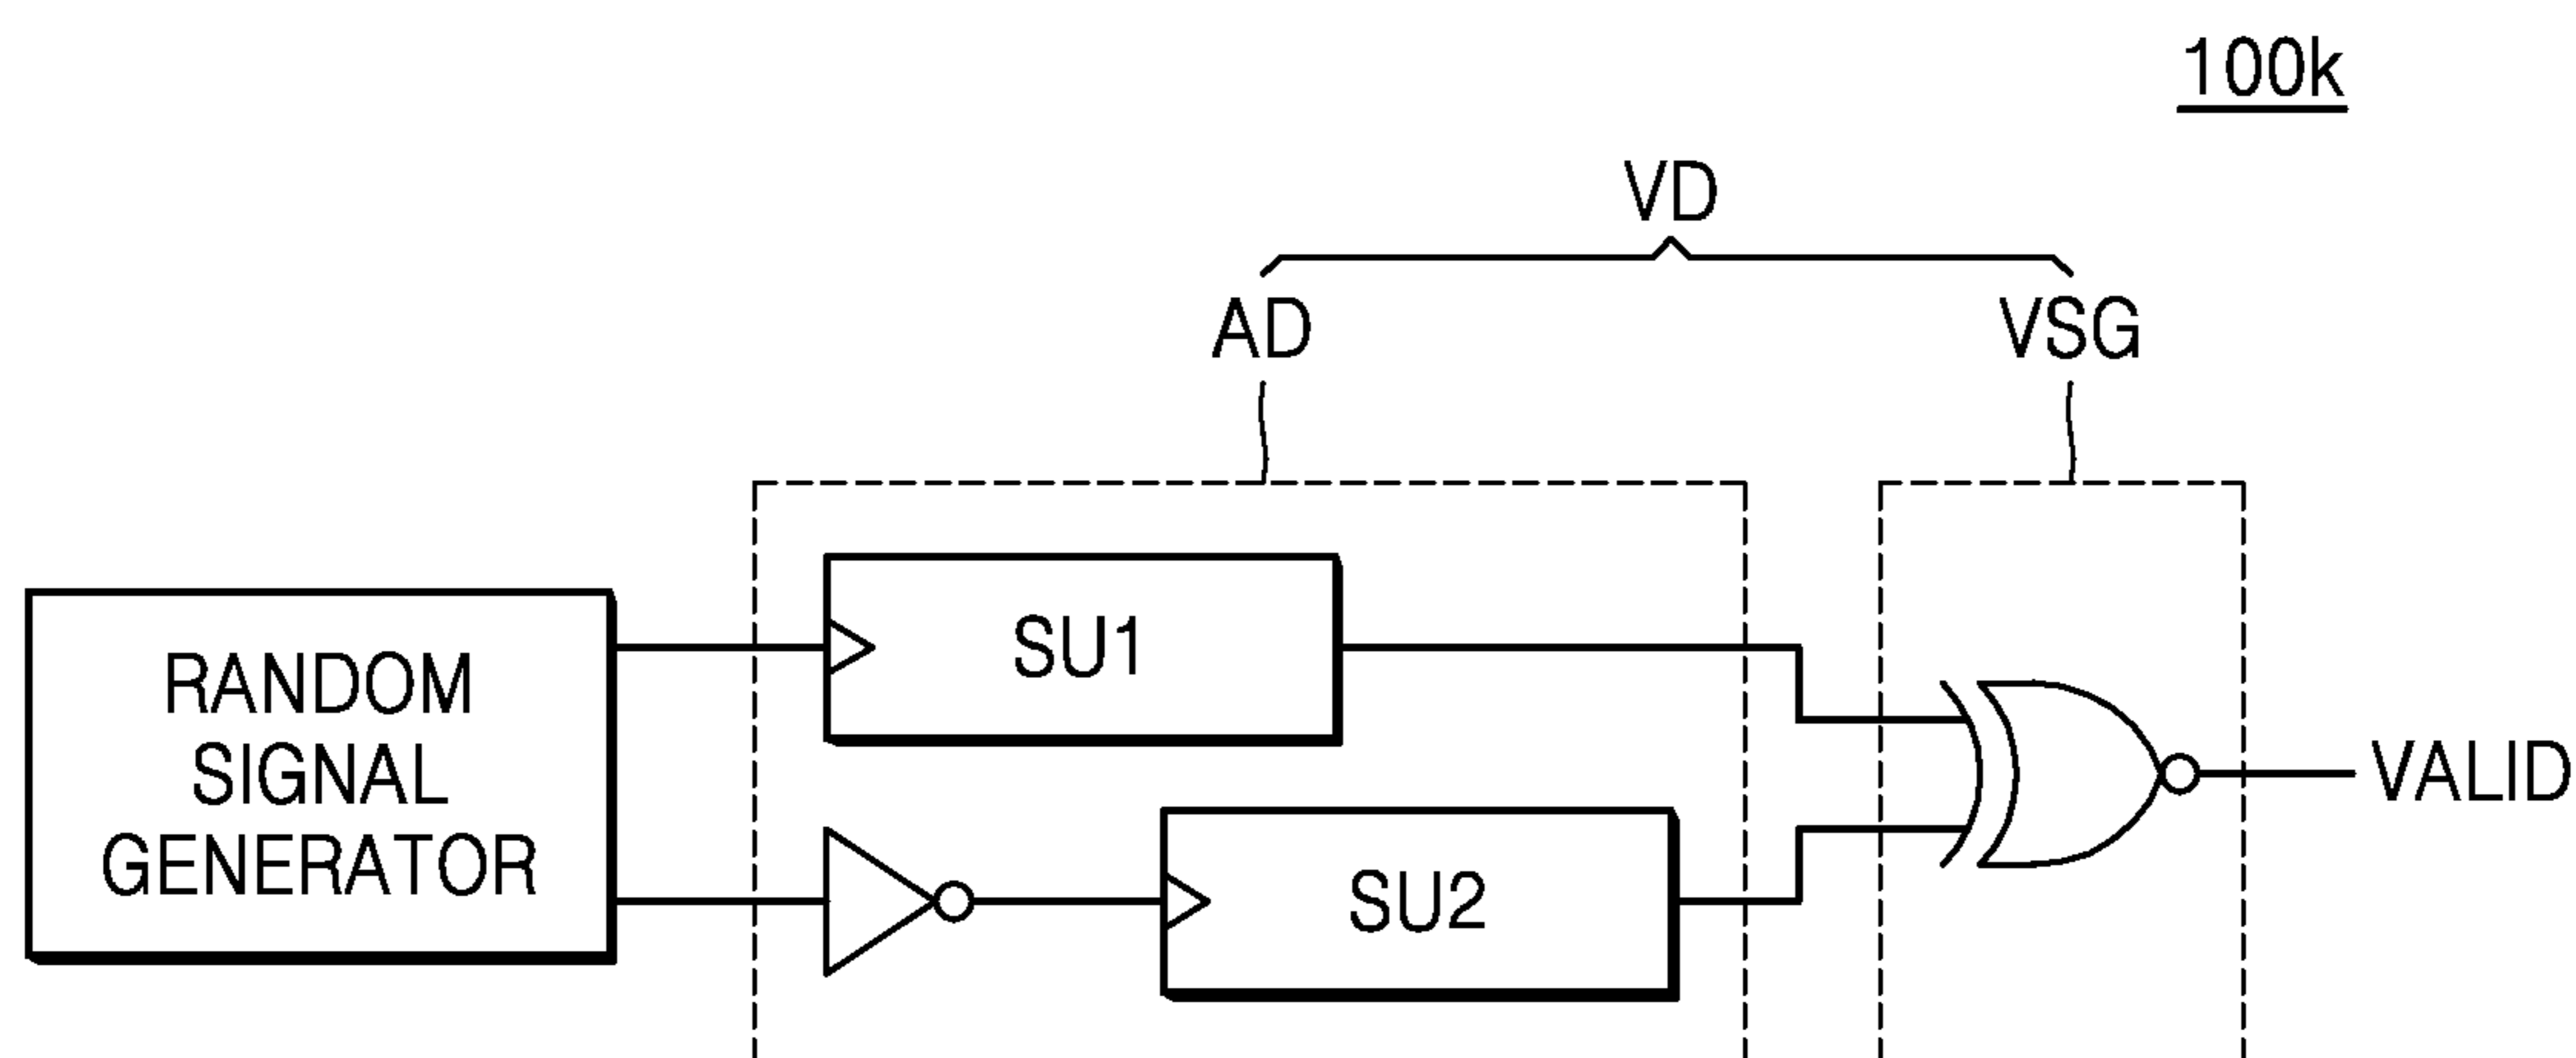 100k
VD
AD
VSG
SU1
RANDOM
SIGNAL
GENERATOR
VALID
SU2